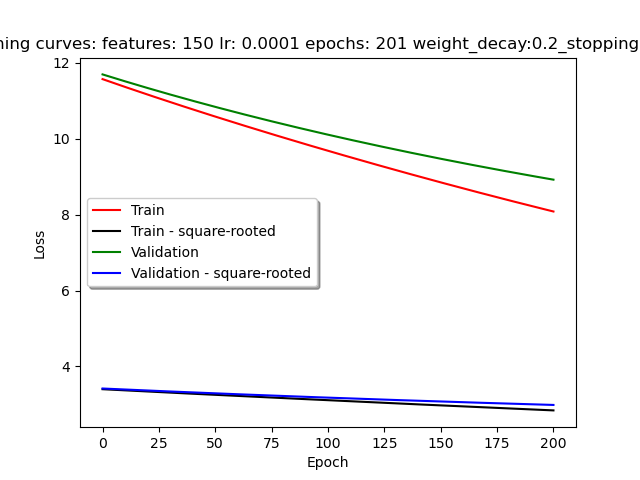 ning curves: features: 150 lr: 0.0001 epochs: 201 weight_decay:0.2_stopping
12
10
8
6
4
Loss
Train
Train - square-rooted
Validation
Validation - square-rooted
0 25 50 75 100 125 150 175 200
Epoch